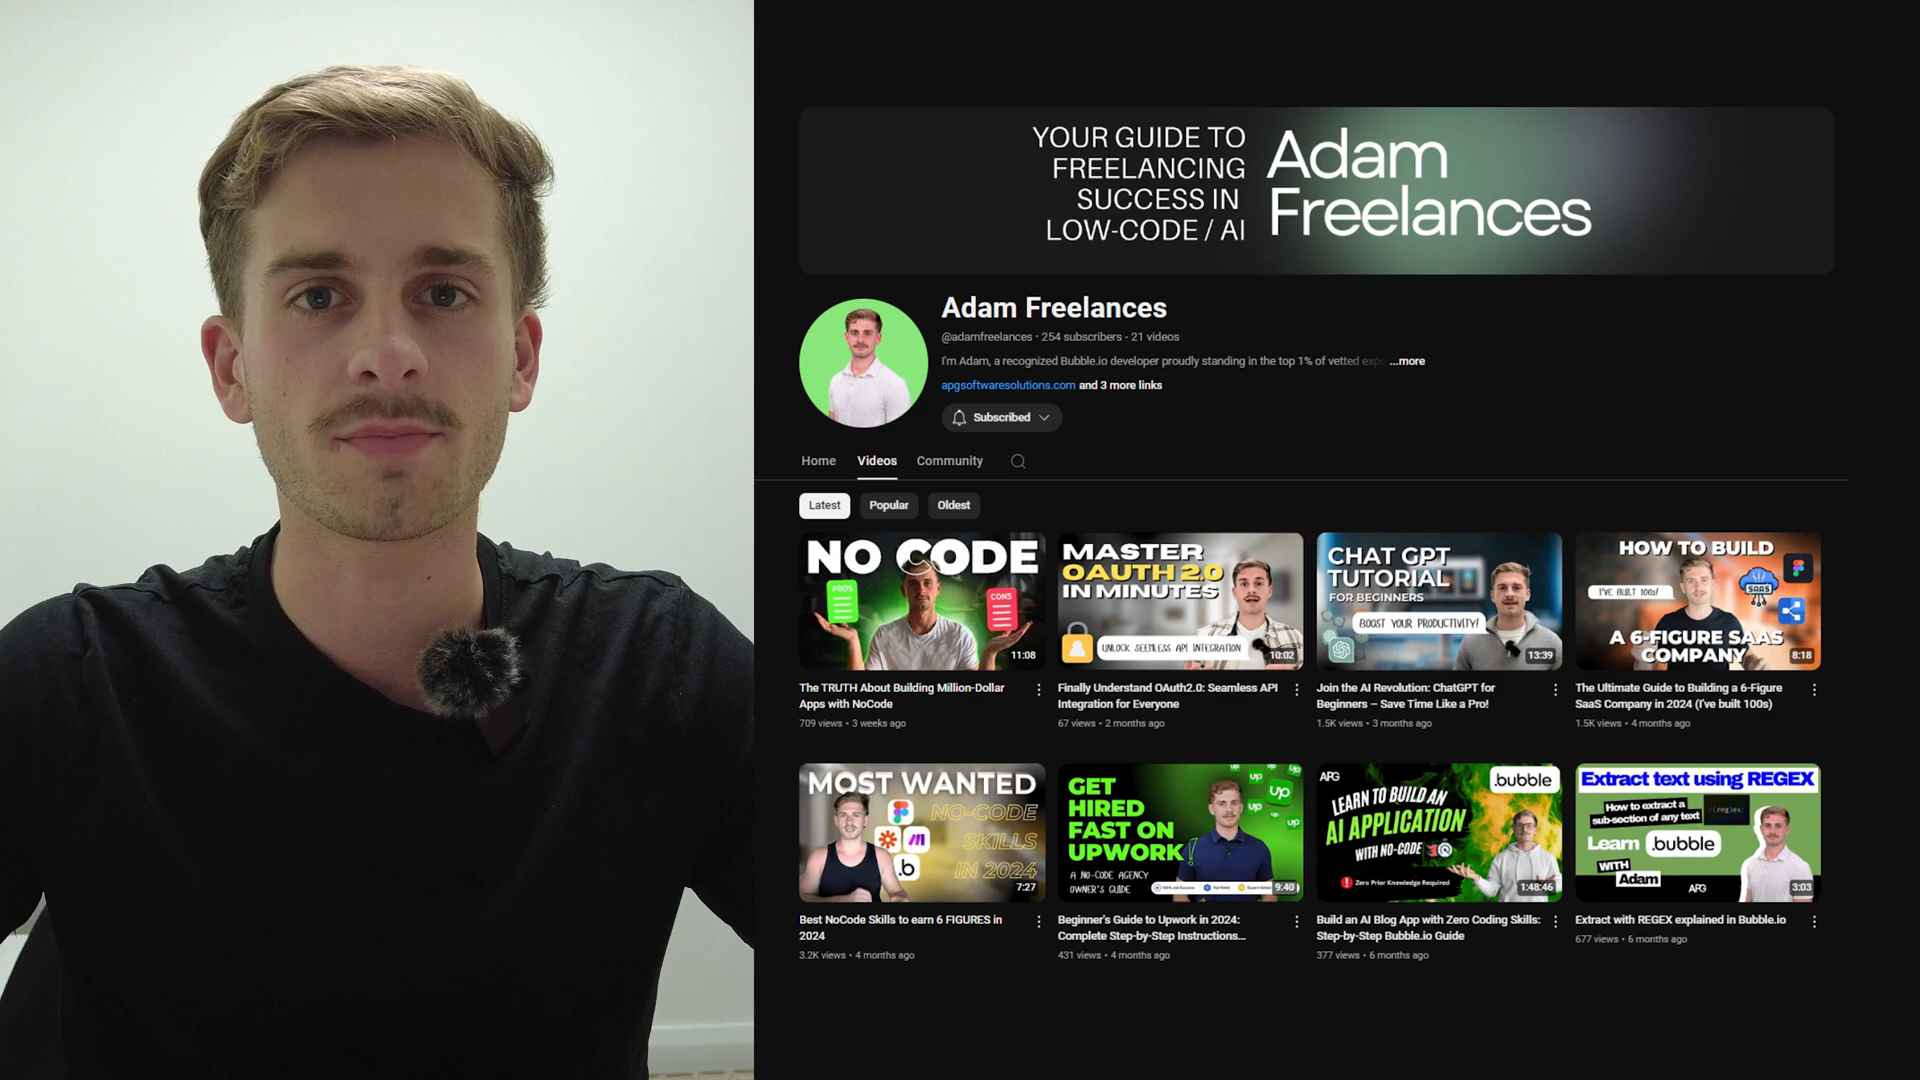 YOUR GUIDE TO
FREELANCING
SUCCESS IN
LOW-CODE / AI
Adam
Freelances
Adam Freelances
@adamfreelances · 254 subscribers · 21 videos
I'm Adam, a recognized Bubble.io developer proudly standing in the top 1% of vetted ...more
apgsoftwaresolutions.com and 3 more links
Subscribed
Home Videos Community
Latest Popular Oldest
NO CODE
PROS
CONS
11:08
MASTER
OAUTH 2.0
IN MINUTES
UNLOCK SEEMLESS API INTEGRATION
10:02
CHAT GPT
TUTORIAL
FOR BEGINNERS
BOOST YOUR PRODUCTIVITY!
13:39
HOW TO BUILD
I'VE BUILT 100s!
SAAS
A 6-FIGURE SAAS
COMPANY
8:18
The TRUTH About Building Million-Dollar
Apps with NoCode
709 views • 3 weeks ago
Finally Understand OAuth2.0: Seamless API
Integration for Everyone
67 views • 2 months ago
Join the AI Revolution: ChatGPT for
Beginners – Save Time Like a Pro!
1.5K views • 3 months ago
The Ultimate Guide to Building a 6-Figure
SaaS Company in 2024 (I've built 100s)
1.5K views • 4 months ago
MOST WANTED
NO-CODE
SKILLS
IN 2024
.b
7:27
GET
HIRED
FAST ON
UPWORK!
A NO-CODE AGENCY
OWNER'S GUIDE
up
up
up
up
up
9:40
APG
.bubble
LEARN TO BUILD AN
AI APPLICATION
WITH NO-CODE
Zero Prior Knowledge Required
1:48:46
Extract text using REGEX
How to extract a
sub-section of any text
Learn .bubble
WITH
Adam
APG
3:03
Best NoCode Skills to earn 6 FIGURES in
2024
3.2K views • 4 months ago
Beginner's Guide to Upwork in 2024:
Complete Step-by-Step Instructions...
431 views • 4 months ago
Build an AI Blog App with Zero Coding Skills:
Step-by-Step Bubble.io Guide
377 views • 6 months ago
Extract with REGEX explained in Bubble.io
677 views • 6 months ago